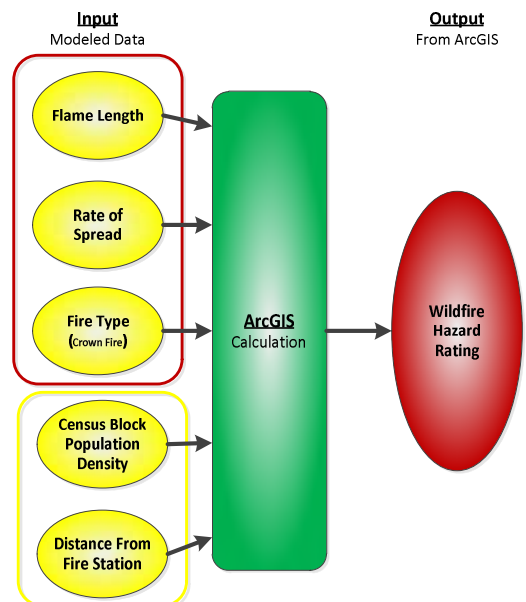 Input
Modeled Data
Output
From ArcGIS
Flame Length
Rate of
Spread
Fire Type
(Crown Fire)
Census Block
Population
Density
Distance From
Fire Station
ArcGIS
Calculation
Wildfire
Hazard
Rating